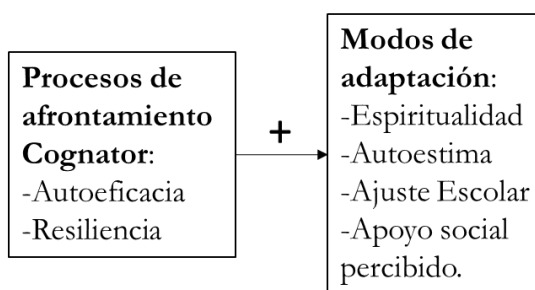 Procesos de
afrontamiento
Cognator:
-Autoeficacia
-Resiliencia
+
Modos de
adaptación:
-Espiritualidad
-Autoestima
-Ajuste Escolar
-Apoyo social
percibido.